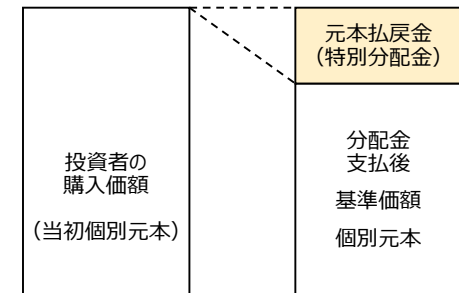 投資者の
購入価額
(当初個別元本)
元本払戻金
(特別分配金)
分配金
支払後
基準価額
個別元本